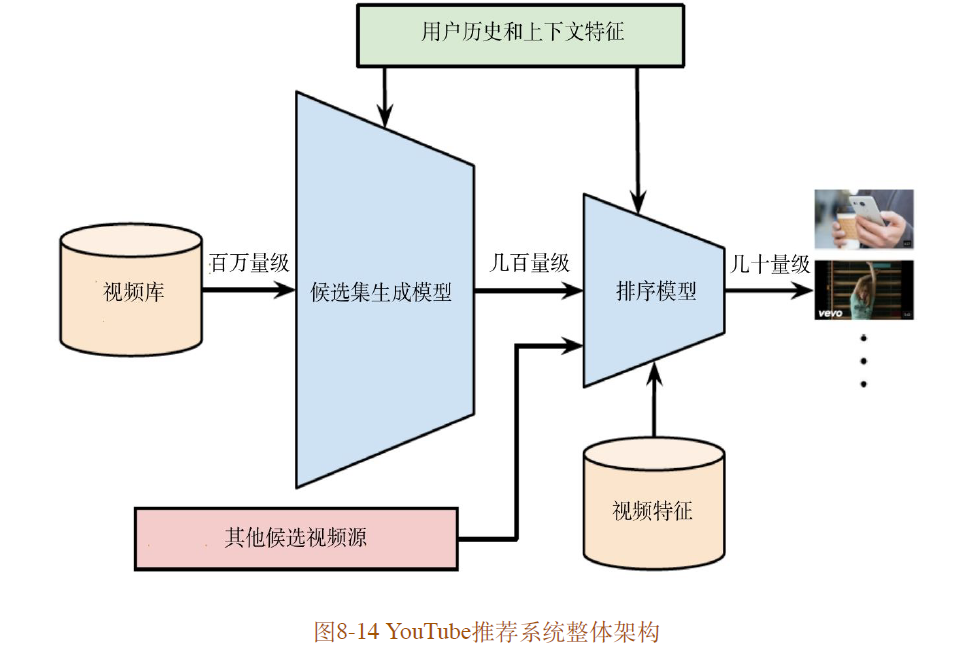 用户历史和上下文特征
百万量级
几百量级
几十量级
视频库
候选集生成模型
排序模型
vevo
视频特征
其他候选视频源
图8-14 YouTube推荐系统整体架构